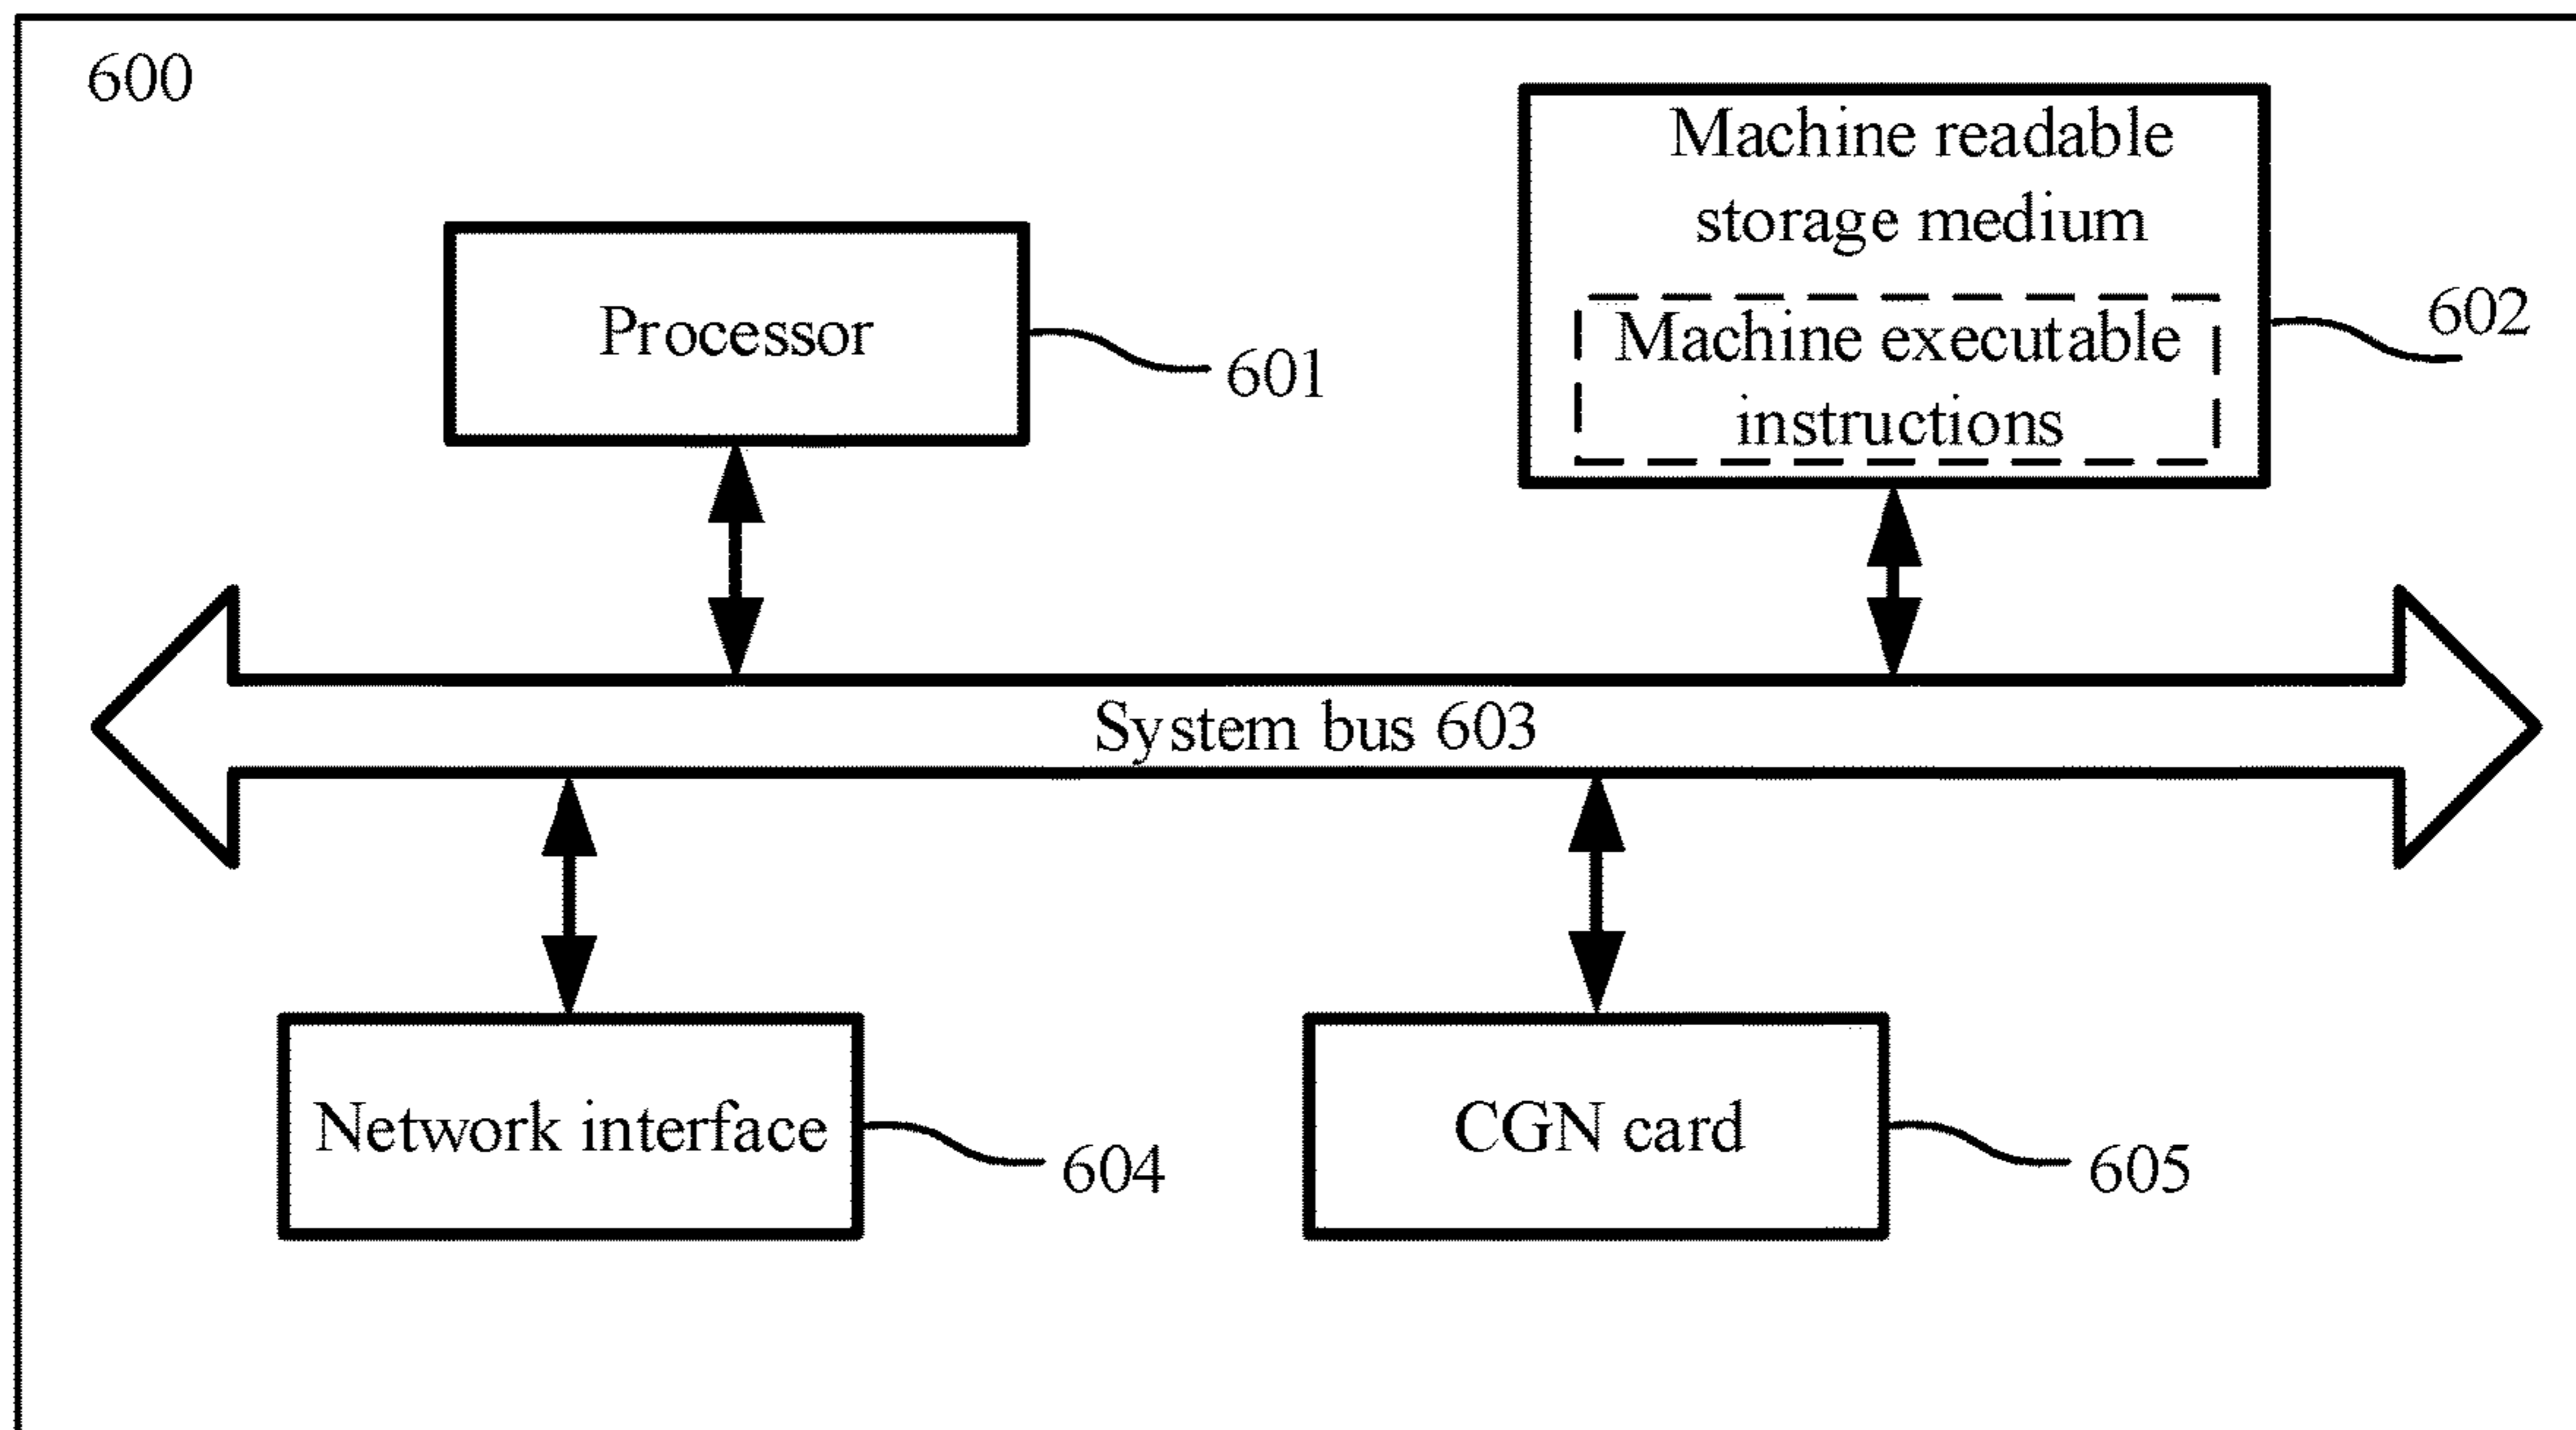 600
Machine readable
storage medium
Machine executable
instructions
602
Processor
601
System bus 603
Network interface
604
CGN card
605